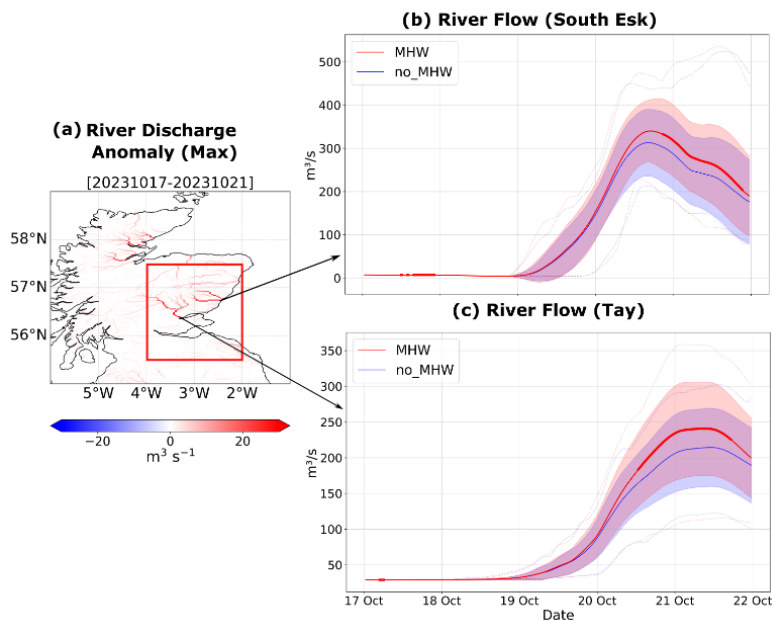 (b) River Flow (South Esk)
MHW
no_MHW
500
400
300
200
100
0
m³/s
(a) River Discharge
Anomaly (Max)
[20231017-20231021]
58°N
57°N
56°N
5°W 4°W 3°W 2°W
−20 0 20
m³ s⁻¹
(c) River Flow (Tay)
MHW
no_MHW
350
300
250
200
150
100
50
m³/s
17 Oct 18 Oct 19 Oct 20 Oct 21 Oct 22 Oct
Date